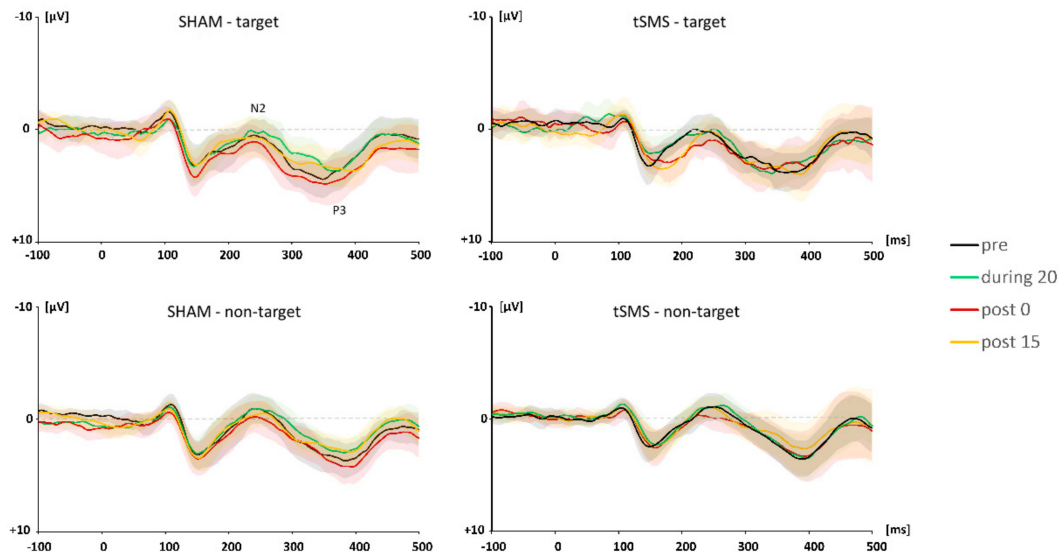 -10 [µV] SHAM - target
N2
0
P3
+10
-100 0 100 200 300 400 500
-10 [µV] tSMS - target
0
+10 [ms]
-100 0 100 200 300 400 500
-10 [µV] SHAM - non-target
0
+10
-100 0 100 200 300 400 500
-10 [µV] tSMS - non-target
0
+10 [ms]
-100 0 100 200 300 400 500
pre
during 20
post 0
post 15